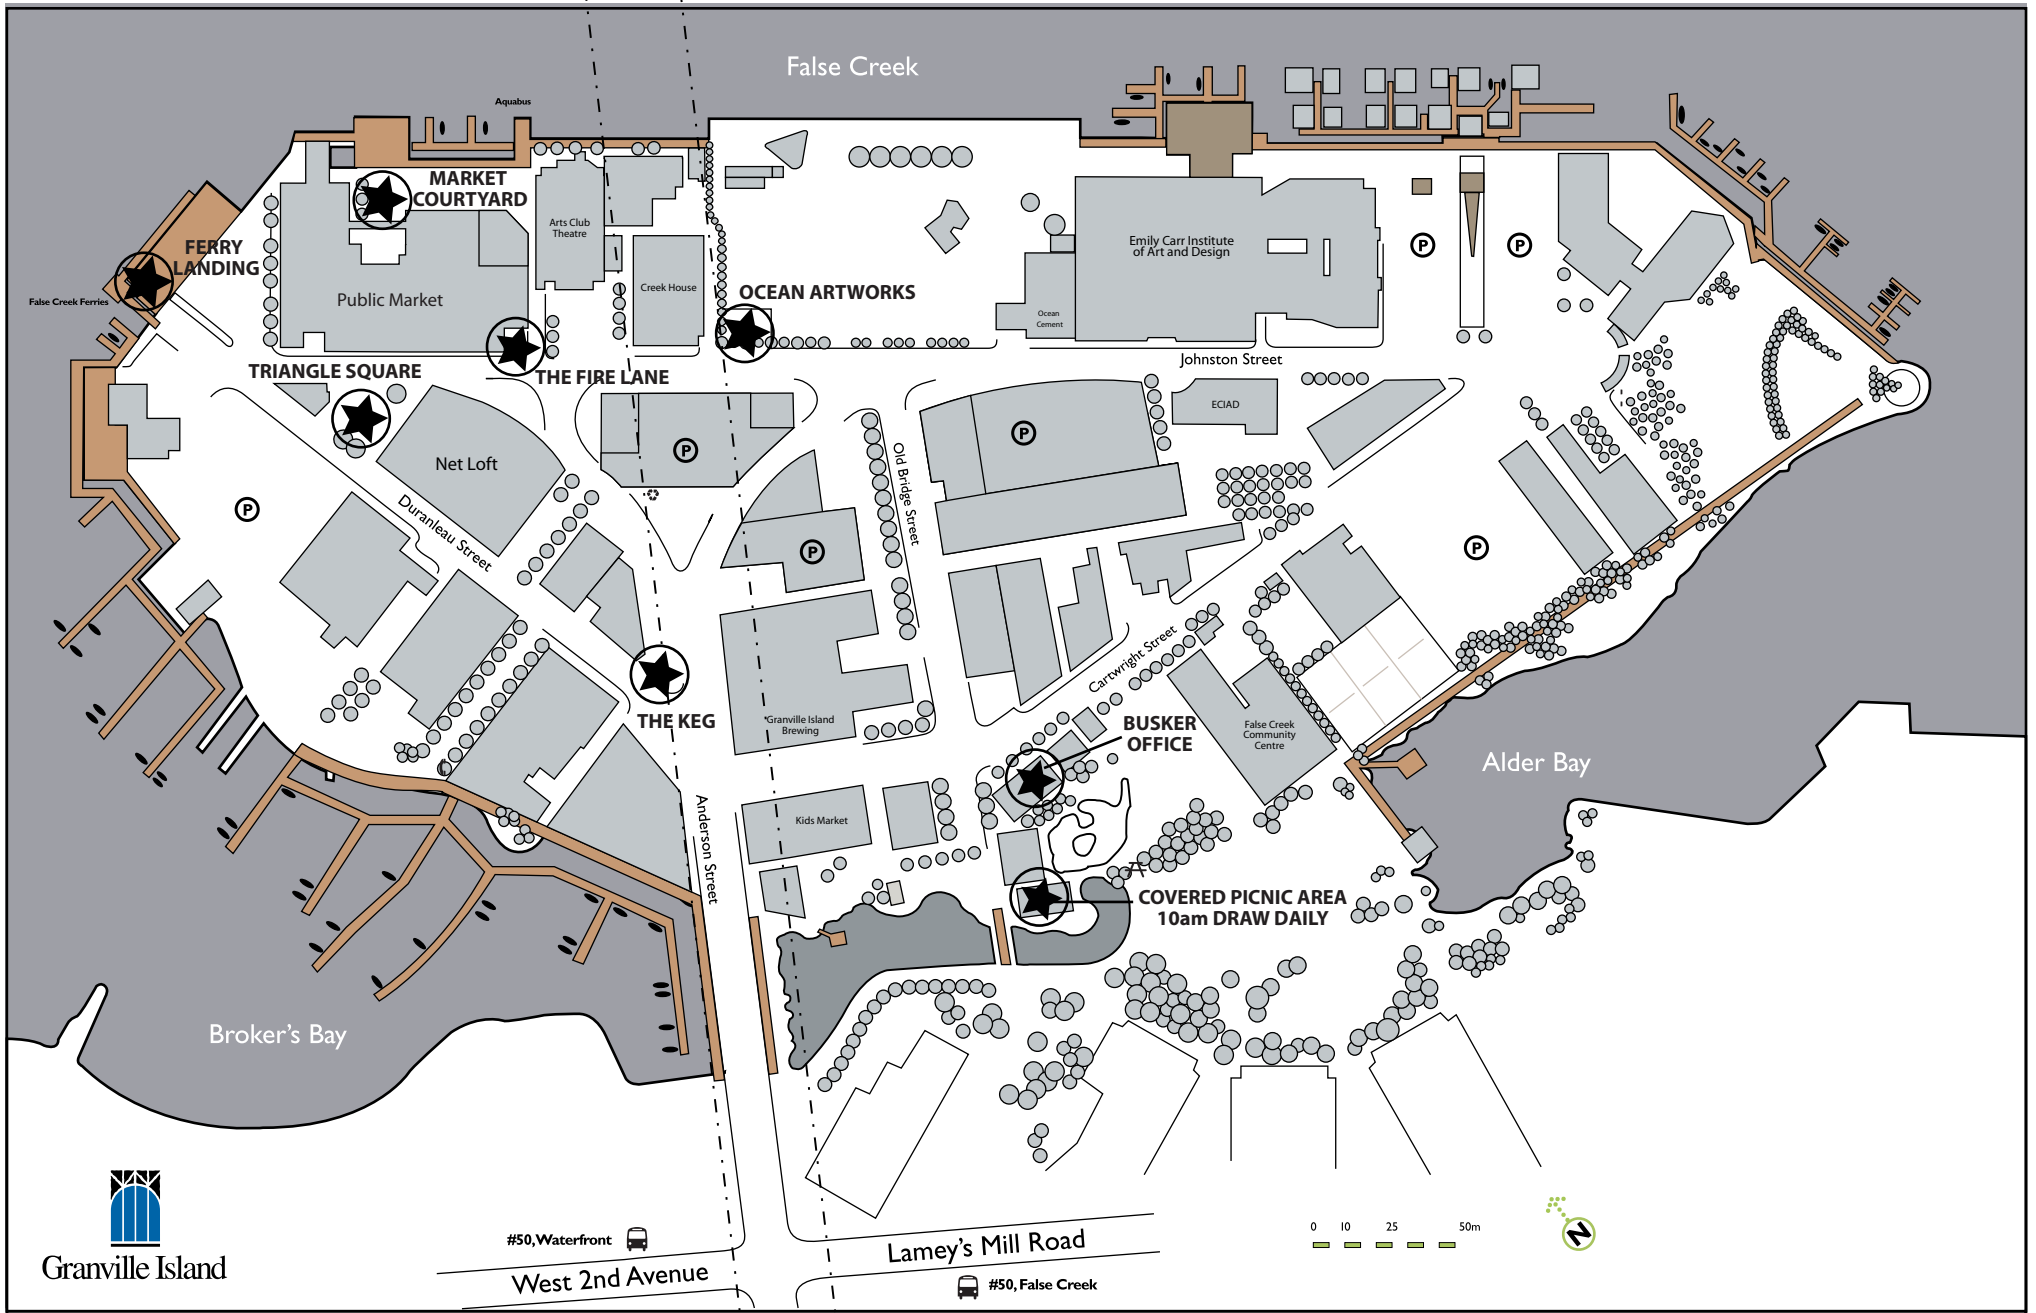 False Creek
Aquabus
MARKET
COURTYARD
FERRY
LANDING
False Creek Ferries
Arts Club
Theatre
Emily Carr Institute
of Art and Design
P
P
Public Market
Creek House
OCEAN ARTWORKS
Ocean
Cement
Johnston Street
TRIANGLE SQUARE
THE FIRE LANE
ECIAD
P
P
Net Loft
Old Bridge Street
P
Duranleau Street
P
P
Cartwright Street
THE KEG
Granville Island
Brewing
BUSKER
OFFICE
False Creek
Community
Centre
Alder Bay
Anderson Street
Kids Market
COVERED PICNIC AREA
10am DRAW DAILY
Broker's Bay
Granville Island
#50, Waterfront
West 2nd Avenue
Lamey's Mill Road
#50, False Creek
0 10 25 50m
N